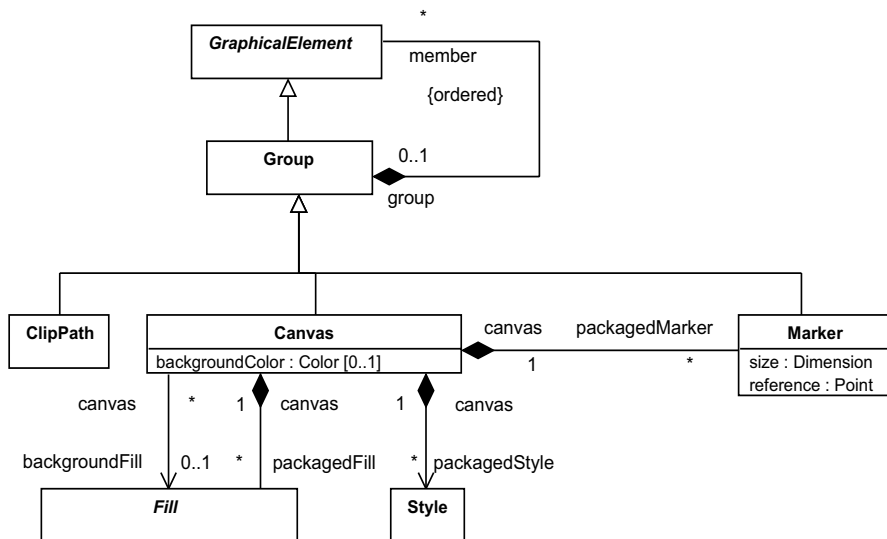 *
GraphicalElement
member
{ordered}
Group
0..1
group
ClipPath
Canvas
backgroundColor : Color [0..1]
canvas
packagedMarker
1
*
Marker
size : Dimension
reference : Point
canvas
*
1
canvas
1
canvas
backgroundFill
0..1
*
packagedFill
*
packagedStyle
Fill
Style